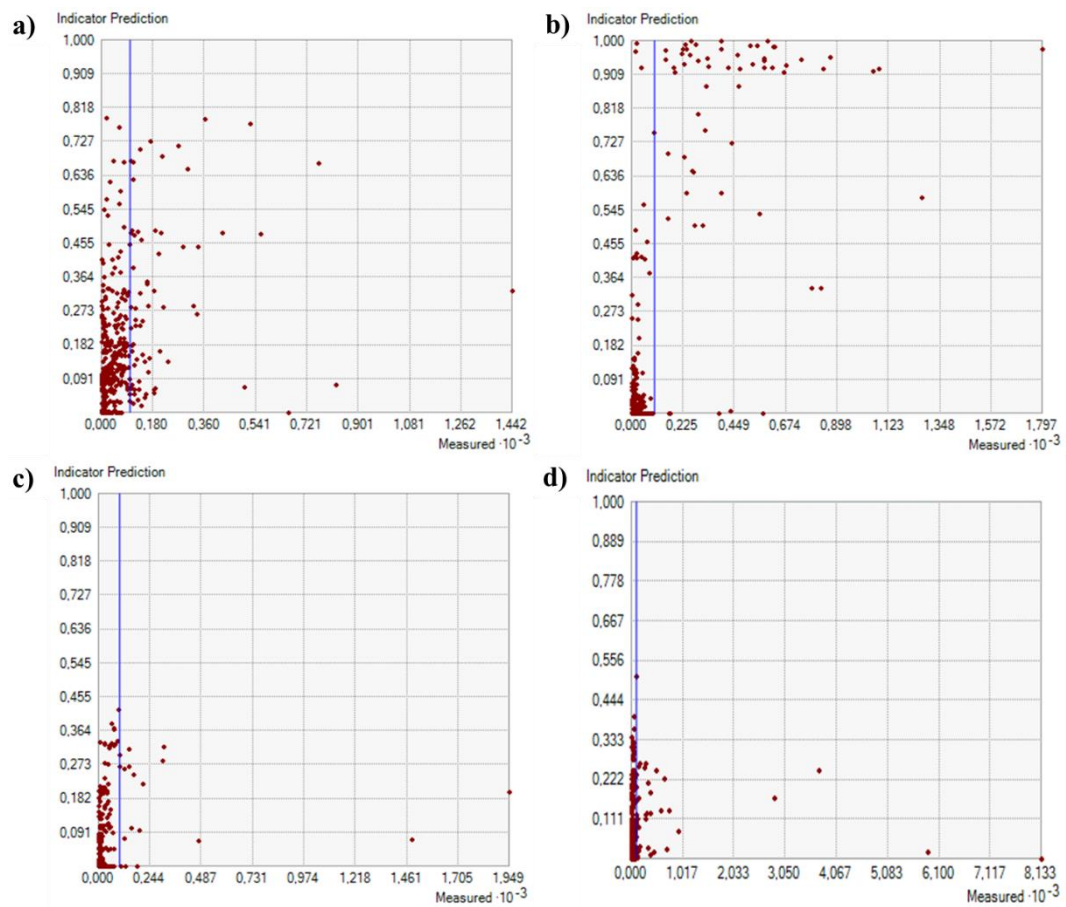 a)
Indicator Prediction
1,000
0,909
0,818
0,727
0,636
0,545
0,455
0,364
0,273
0,182
0,091
0,000 0,180 0,360 0,541 0,721 0,901 1,081 1,262 1,442
Measured ·10⁻³
b)
Indicator Prediction
1,000
0,909
0,818
0,727
0,636
0,545
0,455
0,364
0,273
0,182
0,091
0,000 0,225 0,449 0,674 0,898 1,123 1,348 1,572 1,797
Measured ·10⁻³
c)
Indicator Prediction
1,000
0,909
0,818
0,727
0,636
0,545
0,455
0,364
0,273
0,182
0,091
0,000 0,244 0,487 0,731 0,974 1,218 1,461 1,705 1,949
Measured ·10⁻³
d)
Indicator Prediction
1,000
0,889
0,778
0,667
0,556
0,444
0,333
0,222
0,111
0,000 1,017 2,033 3,050 4,067 5,083 6,100 7,117 8,133
Measured ·10⁻³